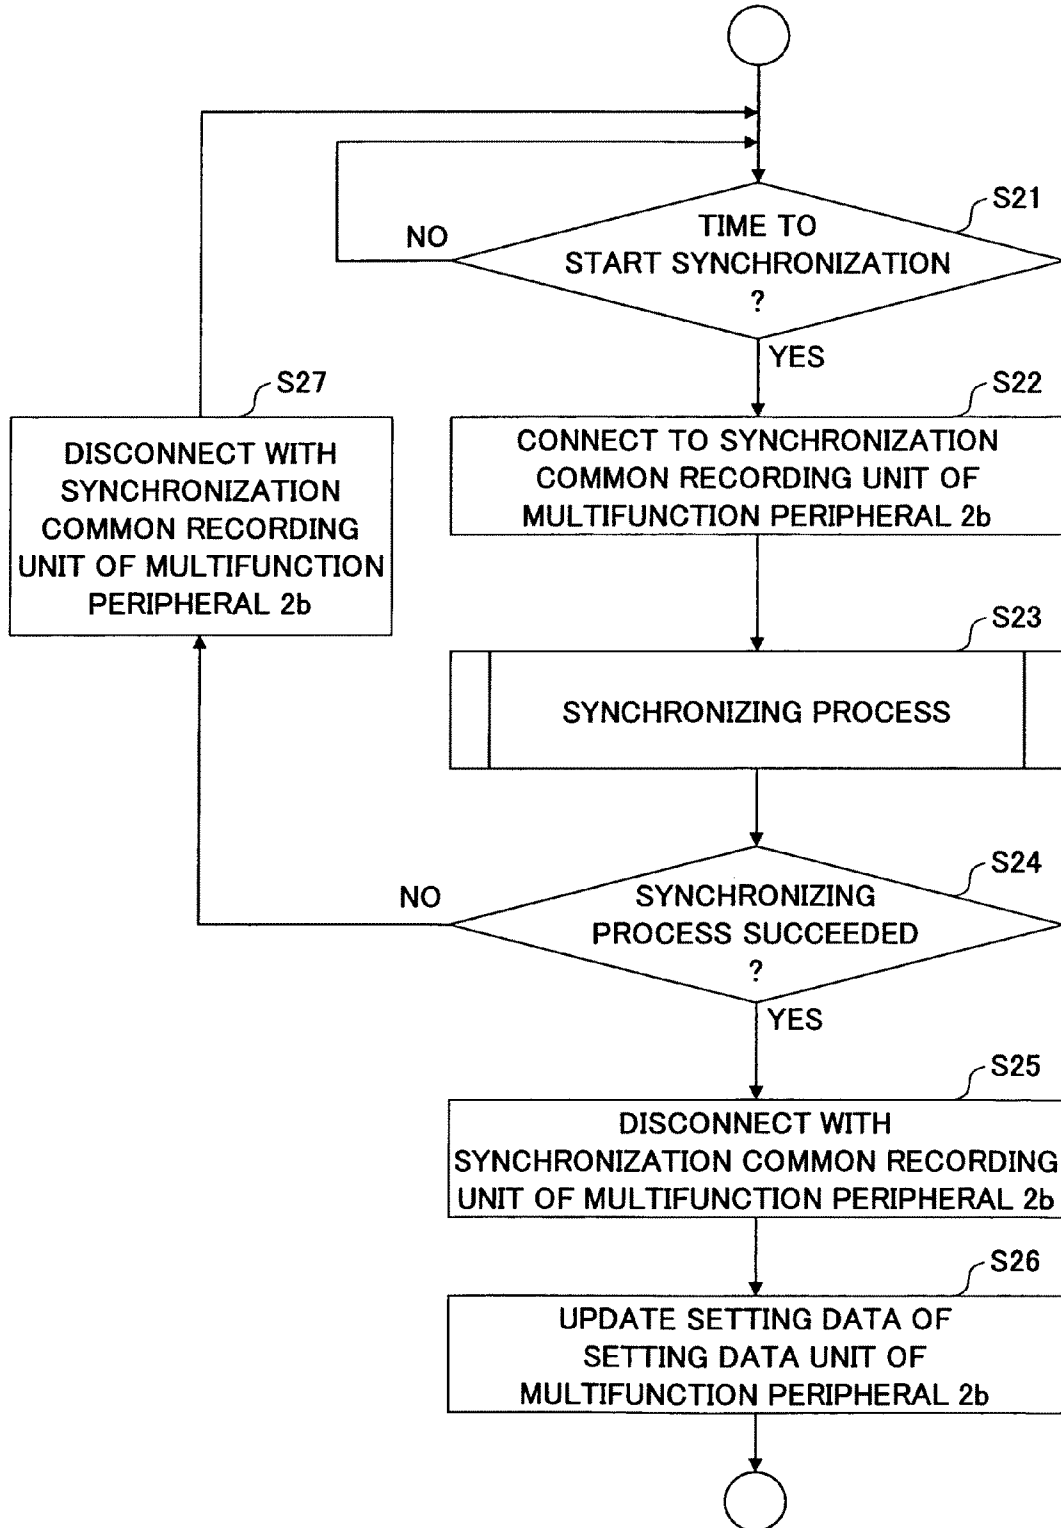 S21
TIME TO
START SYNCHRONIZATION
?
NO
YES
S22
CONNECT TO SYNCHRONIZATION
COMMON RECORDING UNIT OF
MULTIFUNCTION PERIPHERAL 2b
S27
DISCONNECT WITH
SYNCHRONIZATION
COMMON RECORDING
UNIT OF MULTIFUNCTION
PERIPHERAL 2b
S23
SYNCHRONIZING PROCESS
S24
SYNCHRONIZING
PROCESS SUCCEEDED
?
NO
YES
S25
DISCONNECT WITH
SYNCHRONIZATION COMMON RECORDING
UNIT OF MULTIFUNCTION PERIPHERAL 2b
S26
UPDATE SETTING DATA OF
SETTING DATA UNIT OF
MULTIFUNCTION PERIPHERAL 2b